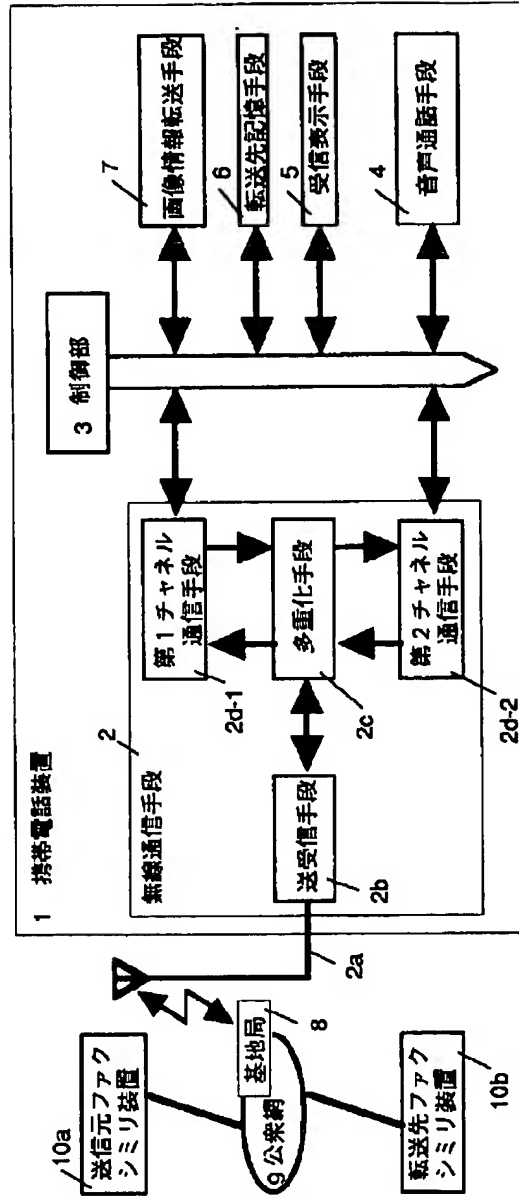 1 携帯電話装置
3 制御部
7
画像情報転送手段
6
転送先記憶手段
5
受信表示手段
4
音声通話手段
2
無線通信手段
第1チャネル
通信手段
2d-1
多重化手段
2c
第2チャネル
通信手段
2d-2
送受信手段
2b
2a
10a
送信元ファク
シミリ装置
基地局
8
9 公衆網
転送先ファク
シミリ装置
10b